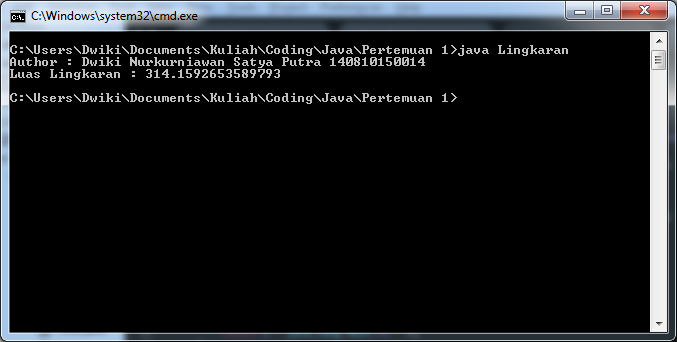 C:\Windows\system32\cmd.exe
C:\Users\Dwiki\Documents\Kuliah\Coding\Java\Pertemuan 1>java Lingkaran
Author : Dwiki Nurkurniawan Satya Putra 140810150014
Luas Lingkaran : 314.1592653589793
C:\Users\Dwiki\Documents\Kuliah\Coding\Java\Pertemuan 1>